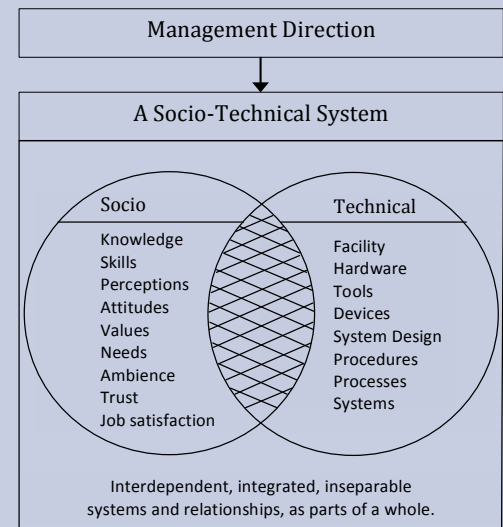 Management Direction
A Socio-Technical System
Socio
Knowledge
Skills
Perceptions
Attitudes
Values
Needs
Ambience
Trust
Job satisfaction
Technical
Facility
Hardware
Tools
Devices
System Design
Procedures
Processes
Systems
Interdependent, integrated, inseparable
systems and relationships, as parts of a whole.